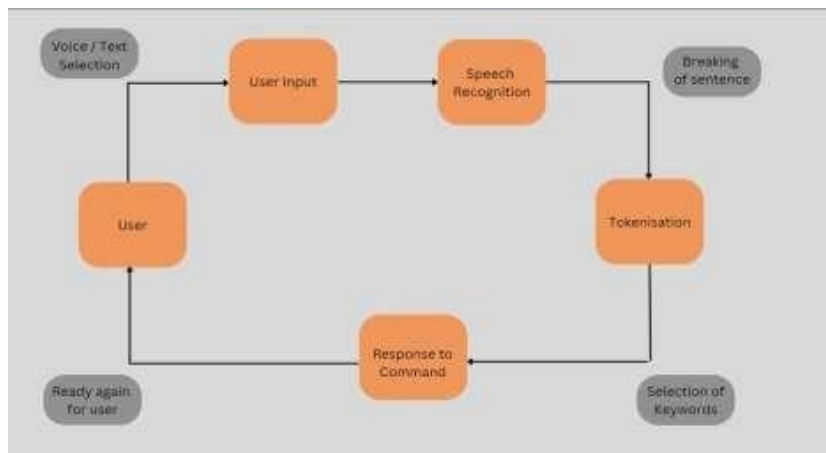 Voice / Text
Selection
User Input
Speech
Recognition
Breaking
of sentence
User
Tokenisation
Response to
Command
Ready again
for user
Selection of
Keywords